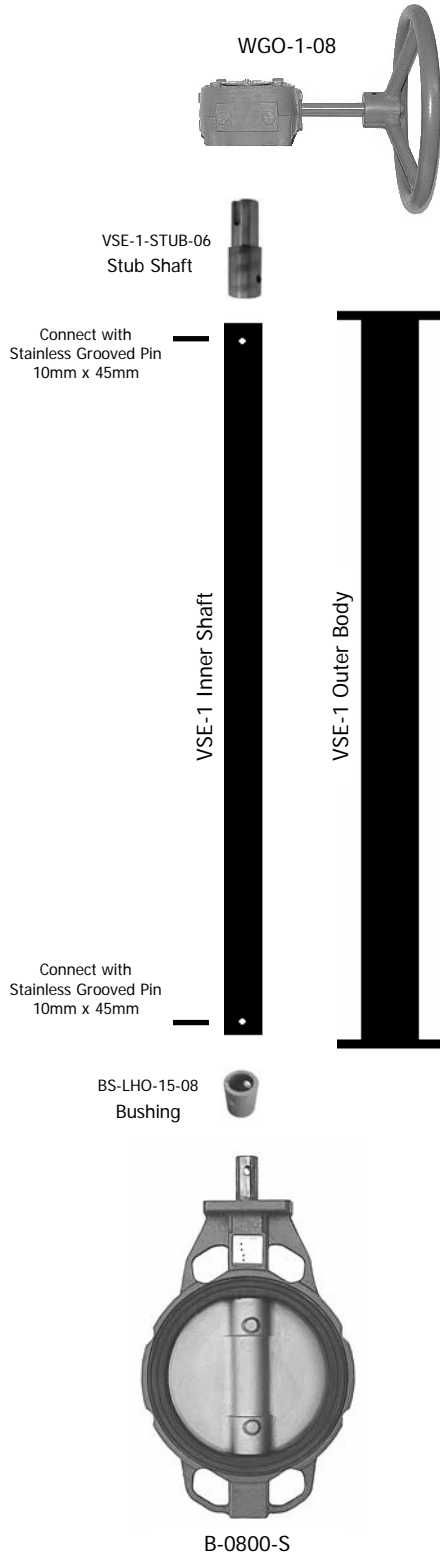 WGO-1-08
VSE-1-STUB-06
Stub Shaft
Connect with
Stainless Grooved Pin
10mm x 45mm
VSE-1 Inner Shaft
VSE-1 Outer Body
Connect with
Stainless Grooved Pin
10mm x 45mm
BS-LHO-15-08
Bushing
B-0800-S